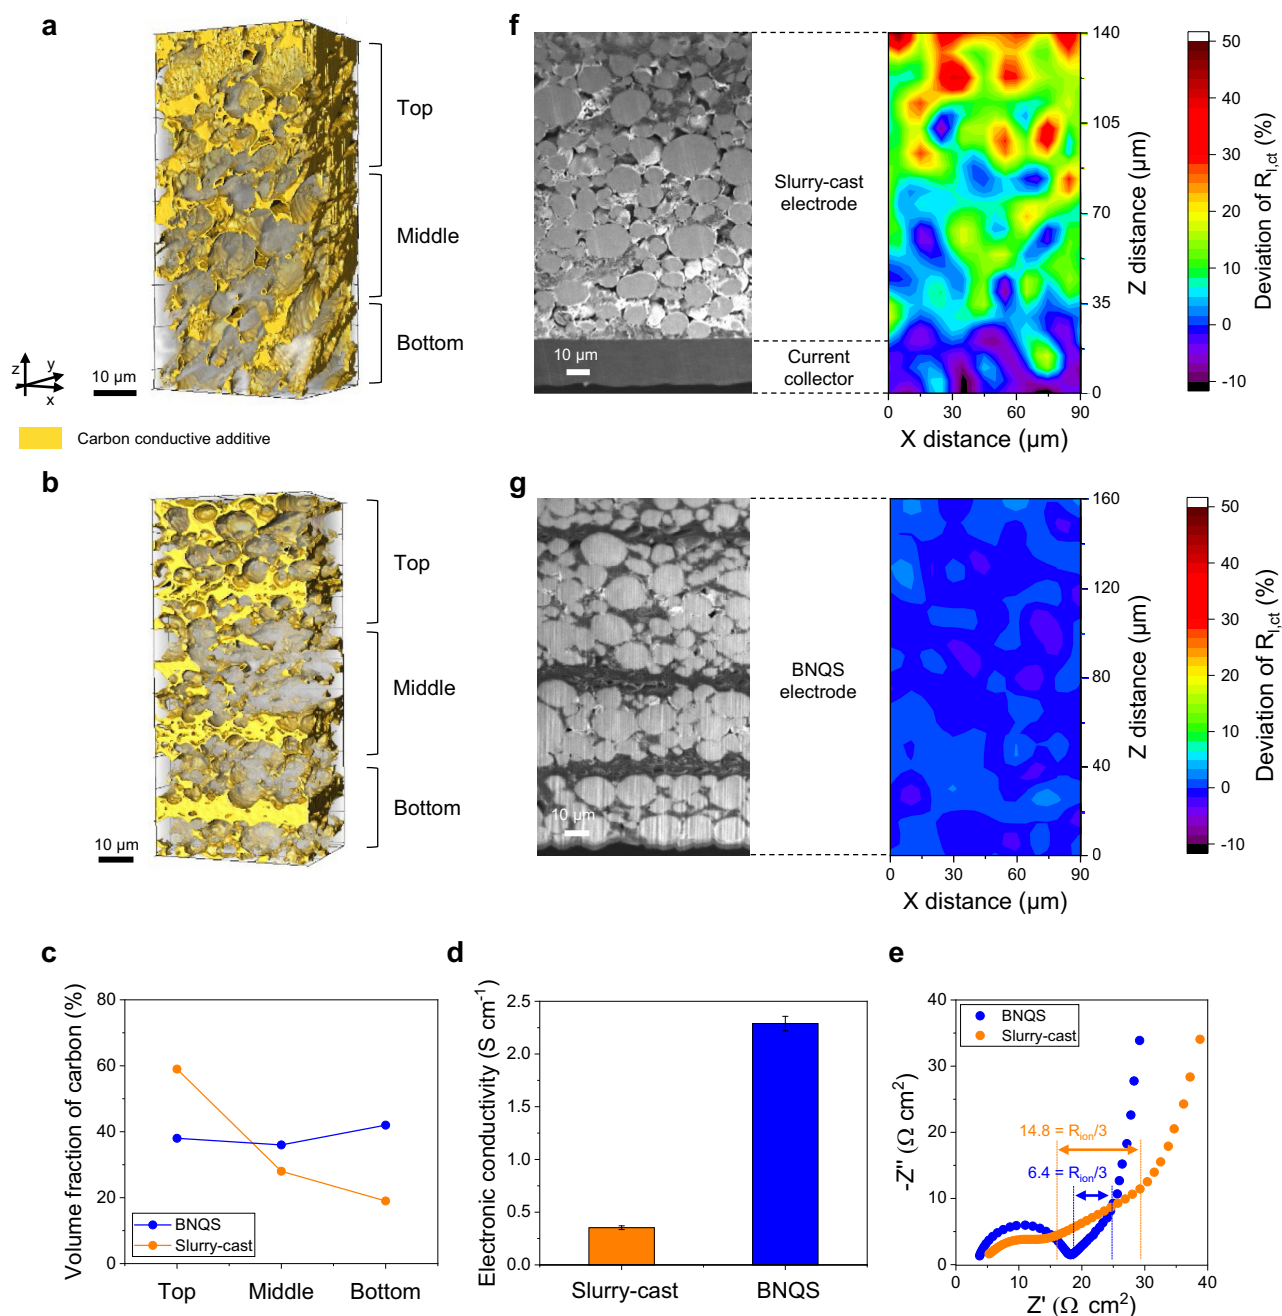 a
Top
Middle
Bottom
z
y
x
10 µm
Carbon conductive additive
b
Top
Middle
Bottom
10 µm
f
10 µm
Slurry-cast
electrode
Current
collector
140
105
70
35
0
0 30 60 90
X distance (µm)
Z distance (µm)
50
40
30
20
10
0
-10
Deviation of R_l,ct (%)
g
10 µm
BNQS
electrode
160
120
80
40
0
0 30 60 90
X distance (µm)
Z distance (µm)
50
40
30
20
10
0
-10
Deviation of R_l,ct (%)
c
Volume fraction of carbon (%)
80
60
40
20
0
BNQS
Slurry-cast
Top Middle Bottom
d
Electronic conductivity (S cm⁻¹)
2.5
2.0
1.5
1.0
0.5
0.0
Slurry-cast BNQS
e
-Z'' (Ω cm²)
40
30
20
10
0
BNQS
Slurry-cast
14.8 = R_ion/3
6.4 = R_ion/3
0 10 20 30 40
Z' (Ω cm²)